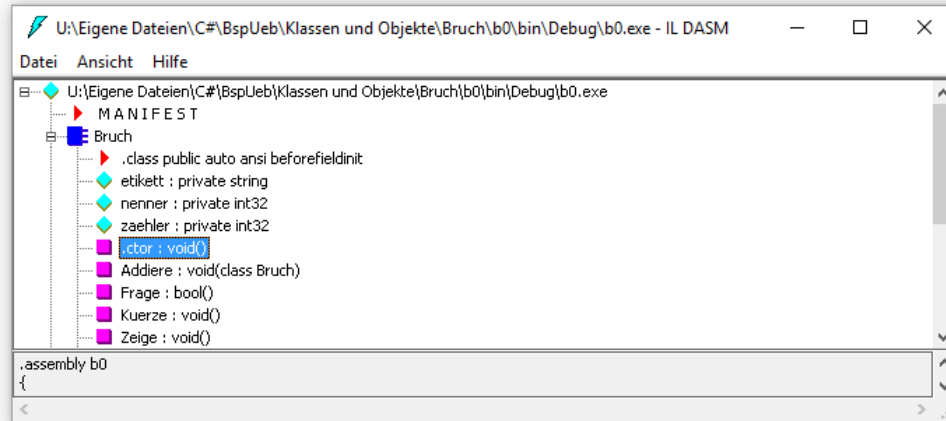 U:\Eigene Dateien\C#\BspUeb\Klassen und Objekte\Bruch\b0\bin\Debug\b0.exe - IL DASM
Datei Ansicht Hilfe
U:\Eigene Dateien\C#\BspUeb\Klassen und Objekte\Bruch\b0\bin\Debug\b0.exe
M A N I F E S T
Bruch
.class public auto ansi beforefieldinit
etikett : private string
nenner : private int32
zaehler : private int32
.ctor : void()
Addiere : void(class Bruch)
Frage : bool()
Kuerze : void()
Zeige : void()
.assembly b0
{